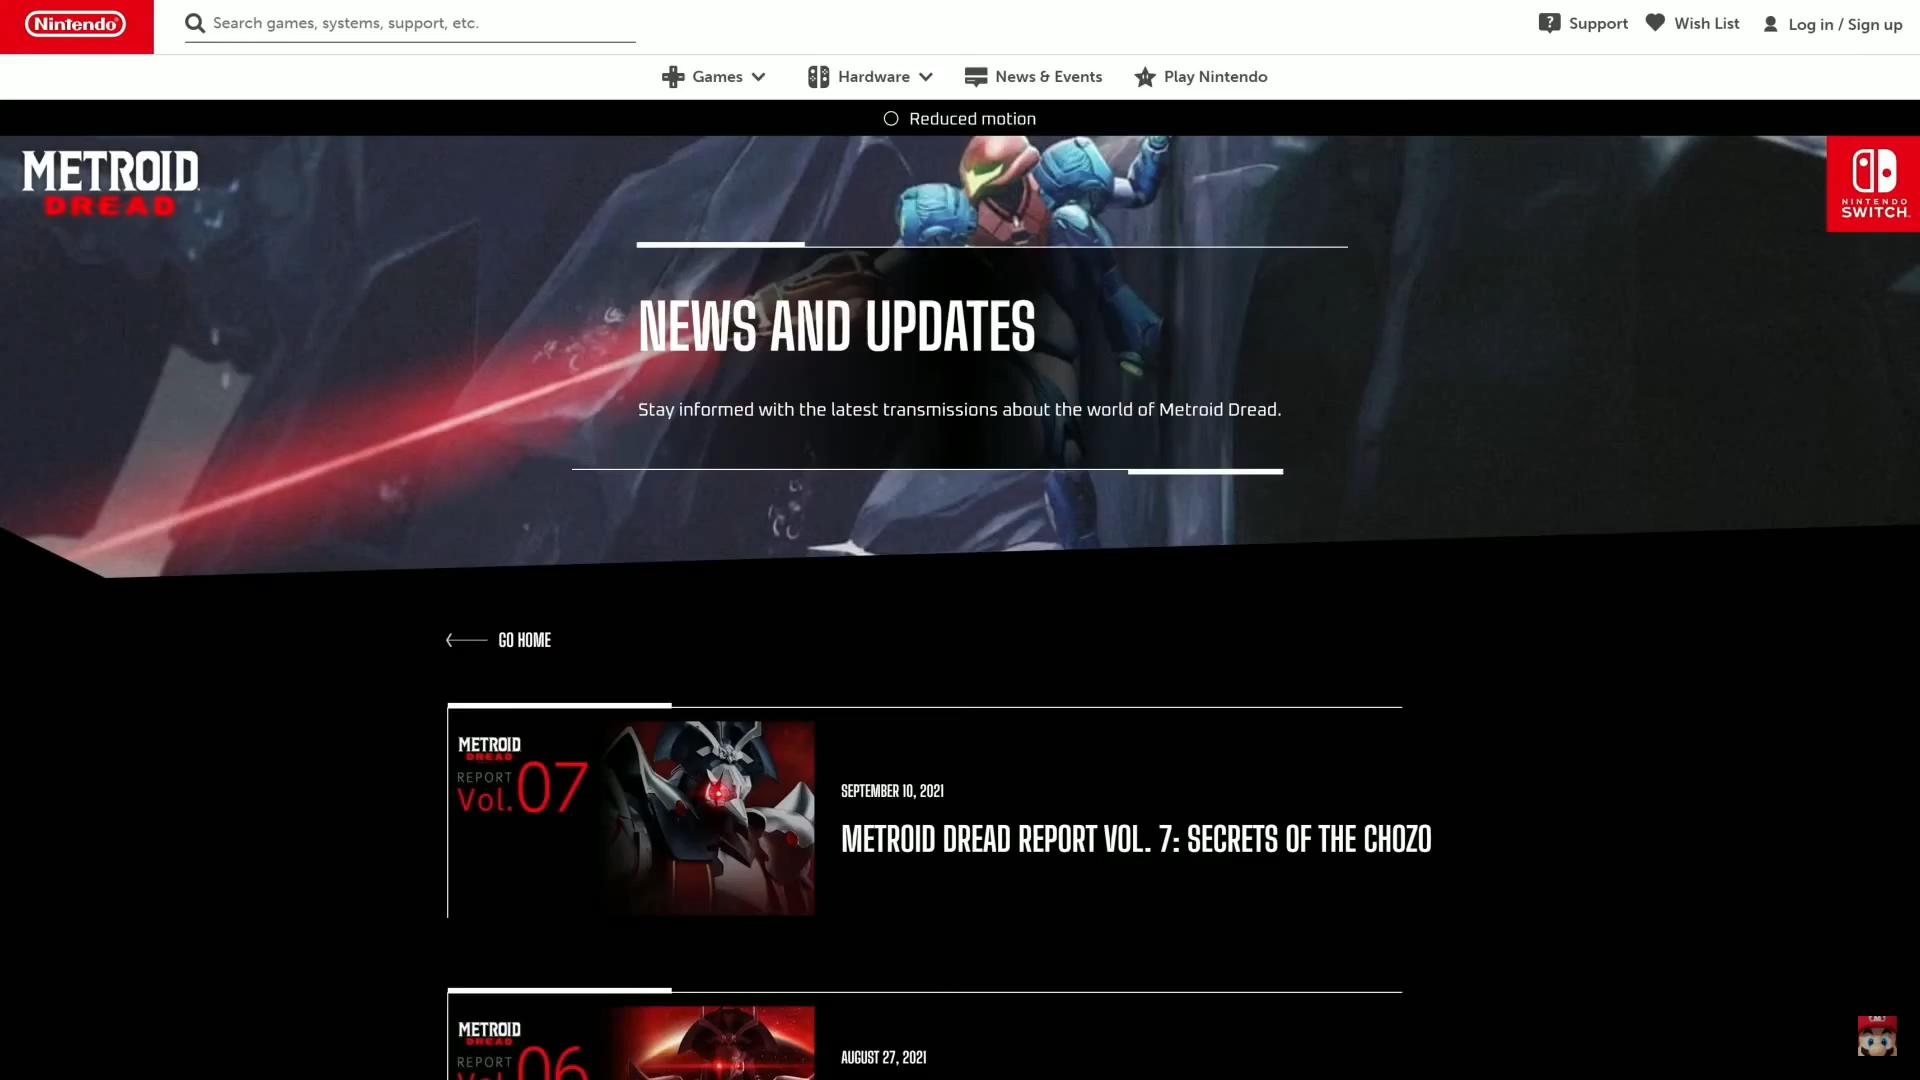 Nintendo
Search games, systems, support, etc.
Support
Wish List
Log in / Sign up
Games
Hardware
News & Events
Play Nintendo
Reduced motion
METROID
DREAD
NINTENDO
SWITCH
NEWS AND UPDATES
Stay informed with the latest transmissions about the world of Metroid Dread.
GO HOME
METROID
DREAD
REPORT
Vol.07
SEPTEMBER 10, 2021
METROID DREAD REPORT VOL. 7: SECRETS OF THE CHOZO
METROID
DREAD
REPORT
Vol.06
AUGUST 27, 2021